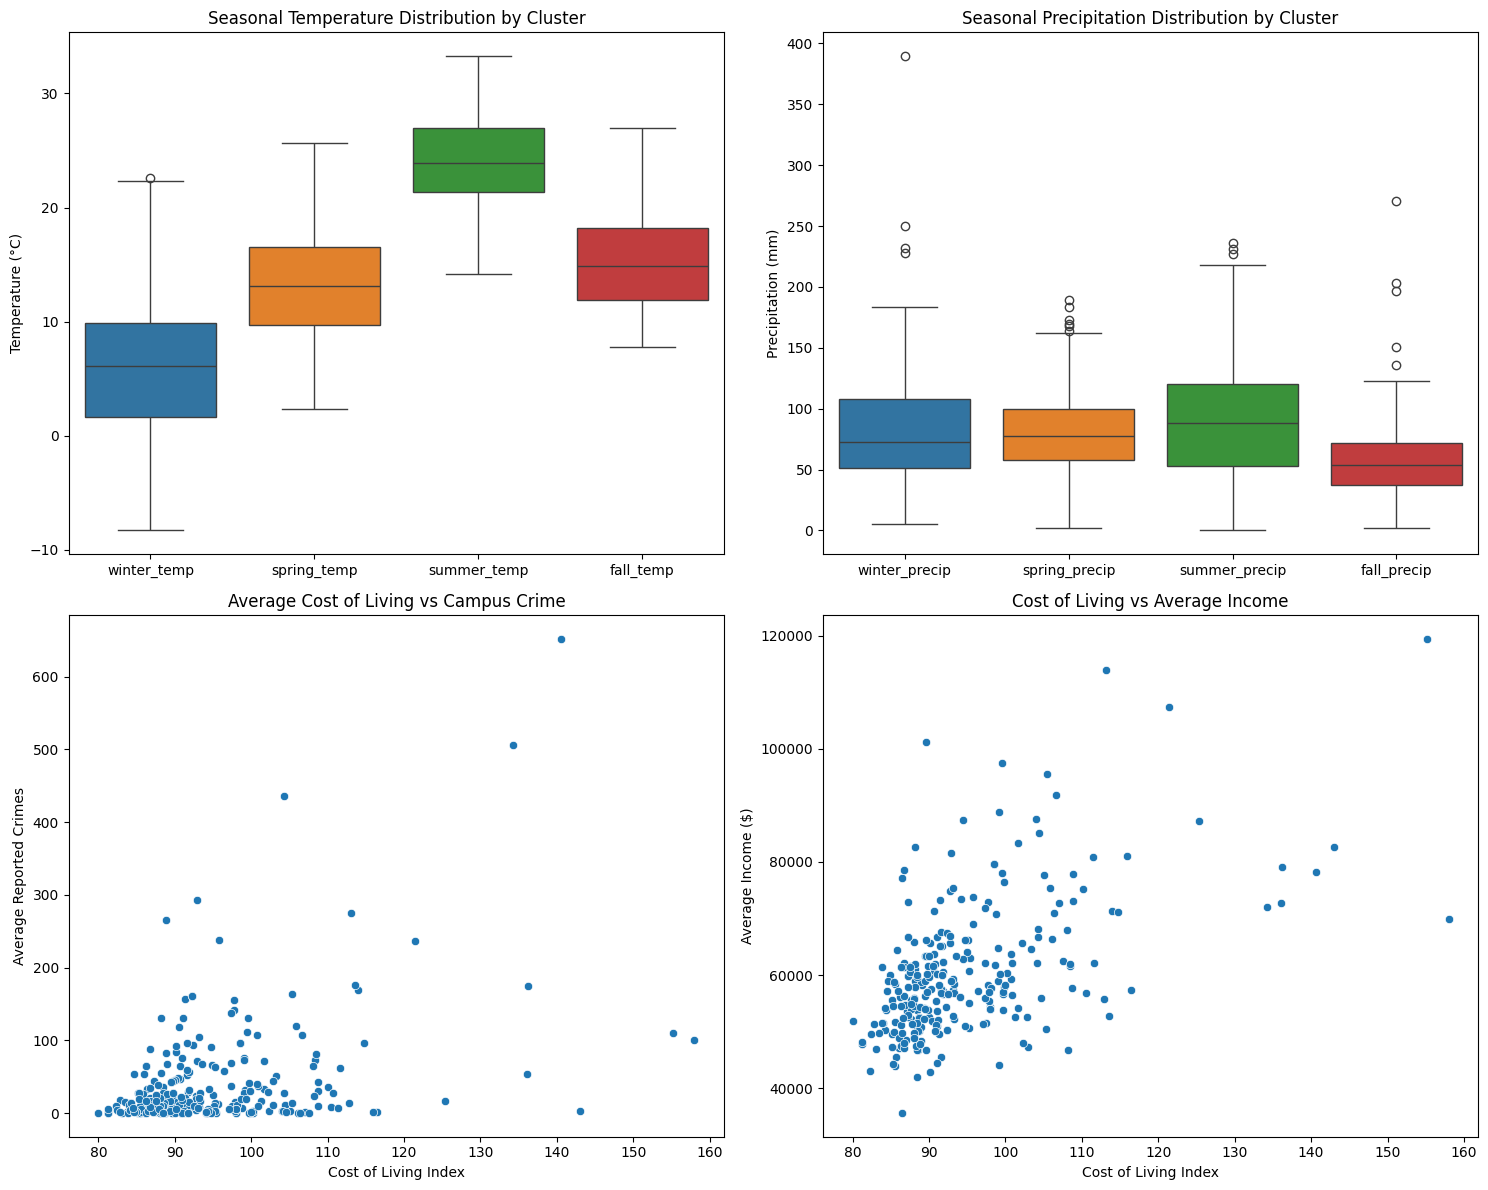 Seasonal Temperature Distribution by Cluster
Temperature (°C)
30
20
10
0
−10
winter_temp spring_temp summer_temp fall_temp
Seasonal Precipitation Distribution by Cluster
Precipitation (mm)
400
350
300
250
200
150
100
50
0
winter_precip spring_precip summer_precip fall_precip
Average Cost of Living vs Campus Crime
Average Reported Crimes
600
500
400
300
200
100
0
80 90 100 110 120 130 140 150 160
Cost of Living Index
Cost of Living vs Average Income
Average Income ($)
120000
100000
80000
60000
40000
80 90 100 110 120 130 140 150 160
Cost of Living Index